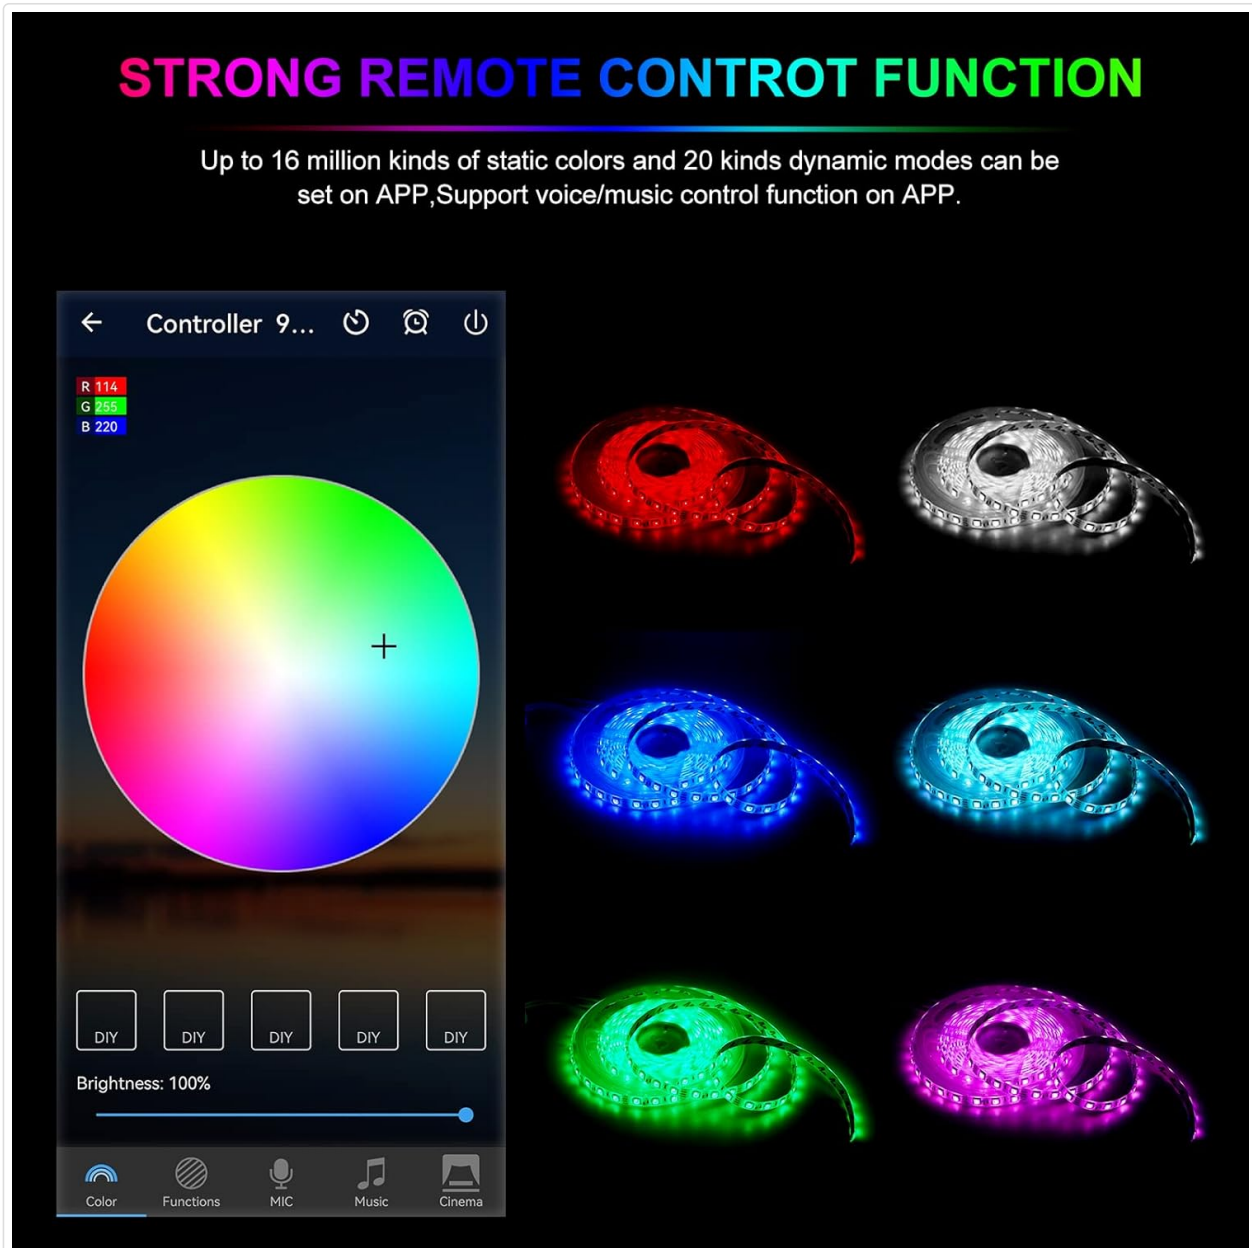 STRONG REMOTE CONTROT FUNCTION
Up to 16 million kinds of static colors and 20 kinds dynamic modes can be
set on APP,Support voice/music control function on APP.
Controller 9...
R 114
G 255
B 220
DIY DIY DIY DIY DIY
Brightness: 100%
Color Functions MIC Music Cinema